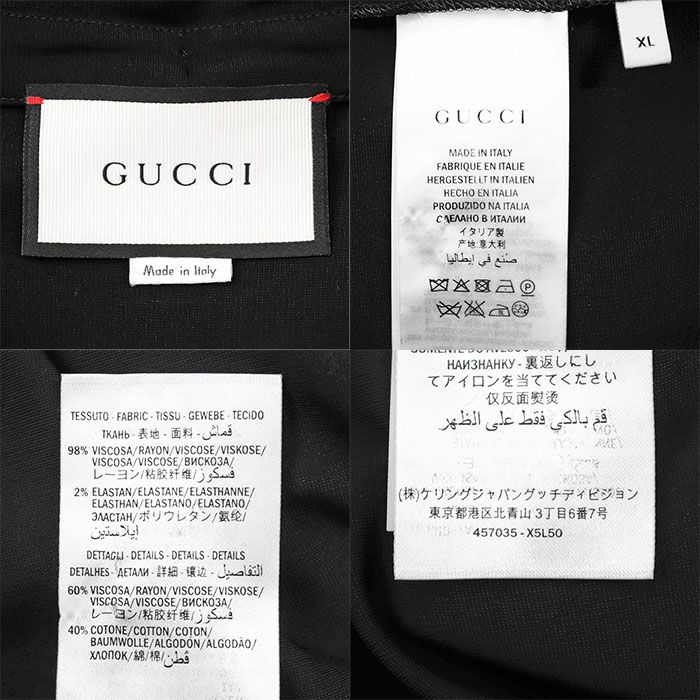 GUCCI
Made in Italy
XL
GUCCI
MADE IN ITALY
FABRIQUE EN ITALIE
HERGESTELLT IN ITALIEN
HECHO EN ITALIA
PRODUZIDO NA ITALIA
СДЕЛАНО В ИТАЛИИ
イタリア製
产地:意大利
صنع في إيطاليا
TESSUTO - FABRIC - TISSU - GEWEBE - TECIDO
ТКАНЬ - 表地 - 面料 - قماش
98% VISCOSA/RAYON/VISCOSE/VISKOSE/
VISCOSA/VISCOSE/ВИСКОЗА/
レーヨン/粘胶纤维/فسكوز
2% ELASTAN/ELASTANE/ELASTHANNE/
ELASTHAN/ELASTANO/ELASTANO/
ЭЛАСТАН/ポリウレタン/氨纶/
إيلاستين
DETTAGLI - DETAILS - DETAILS - DETAILS
DETALHES - ДЕТАЛИ - 詳細 - 镶边 - التفاصيل
60% VISCOSA/RAYON/VISCOSE/VISKOSE/
VISCOSA/VISCOSE/ВИСКОЗА/
レーヨン/粘胶纤维/فسكوز
40% COTONE/COTTON/COTON/
BAUMWOLLE/ALGODÓN/ALGODÃO/
ХЛОПОК/綿/棉/قطن
НАИЗНАНКУ - 裏返しにし
てアイロンを当ててください
仅反面熨烫
قم بالكي فقط على الظهر
(株)ケリングジャパングッチディビジョン
東京都港区北青山 3丁目6番7号
457035 - X5L50